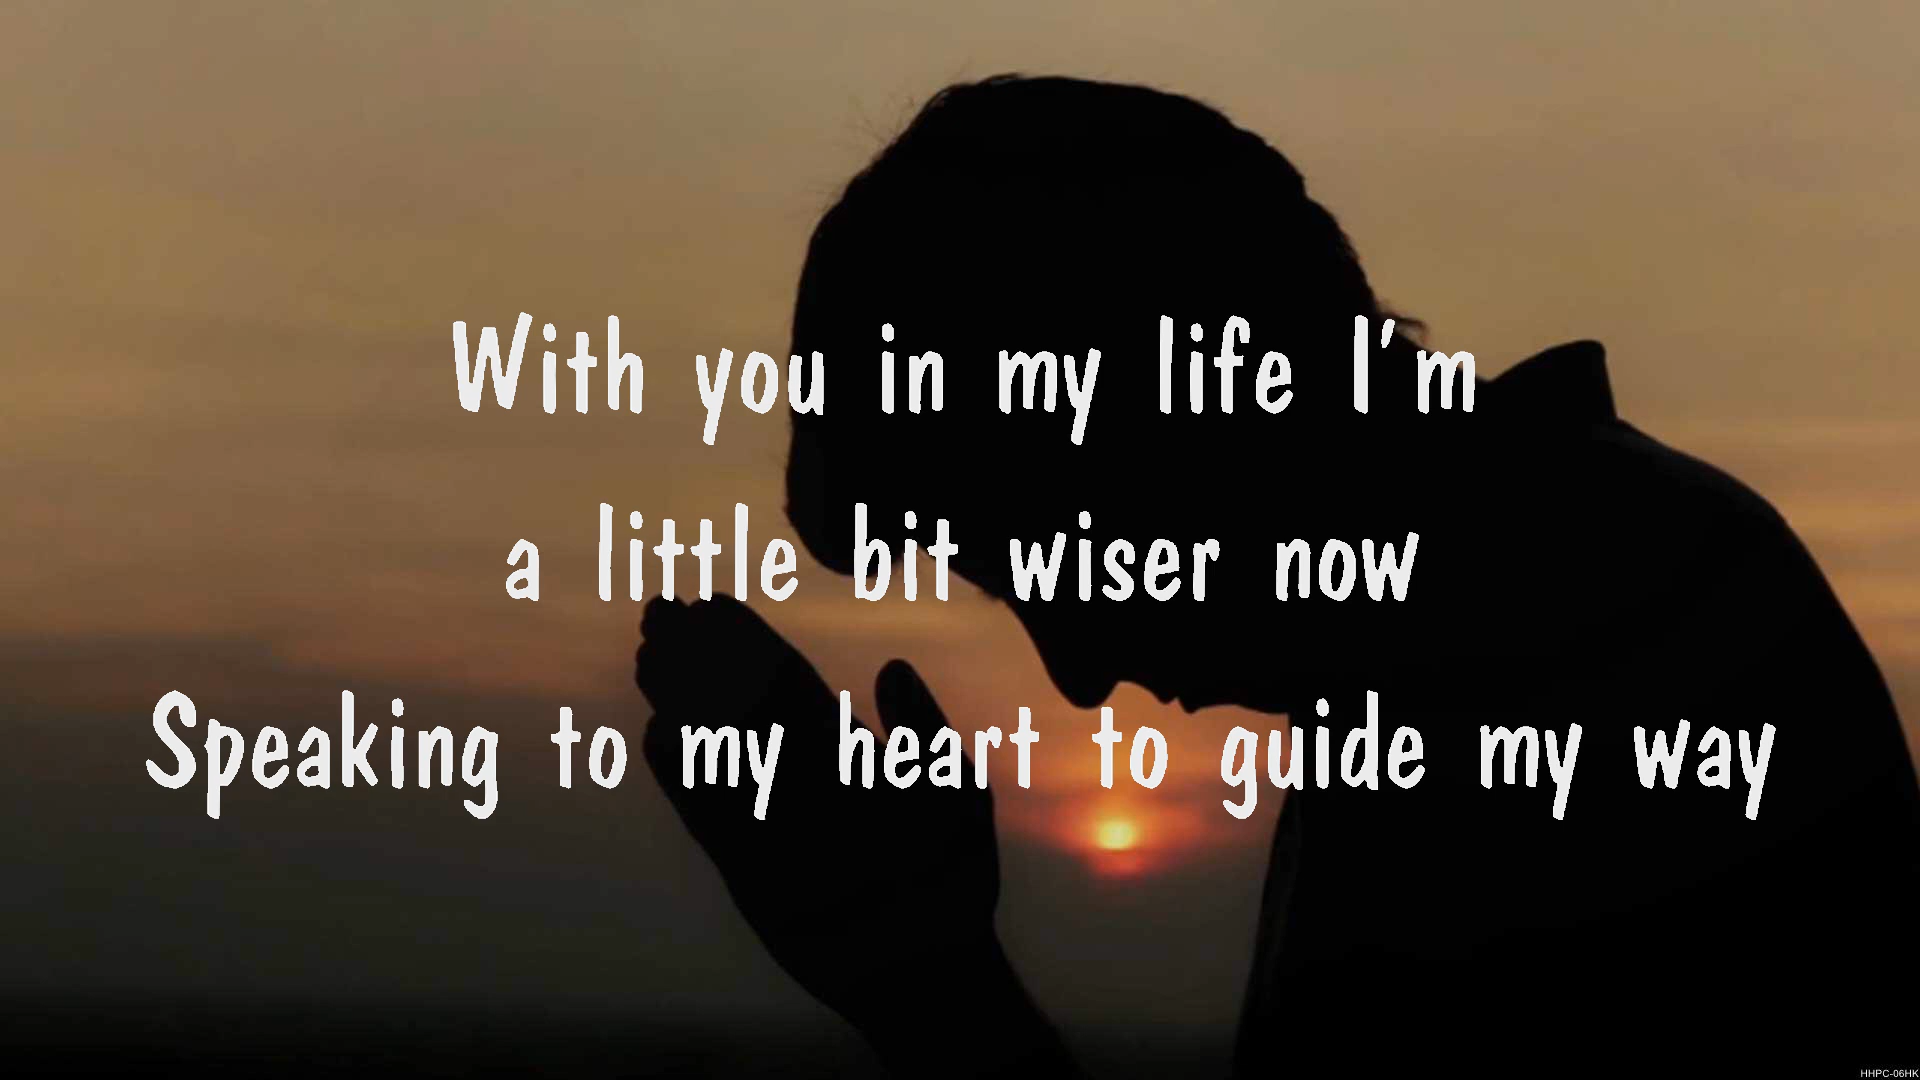 With you in my life I'm
a little bit wiser now
Speaking to my heart to guide my way
HHPC-06HK